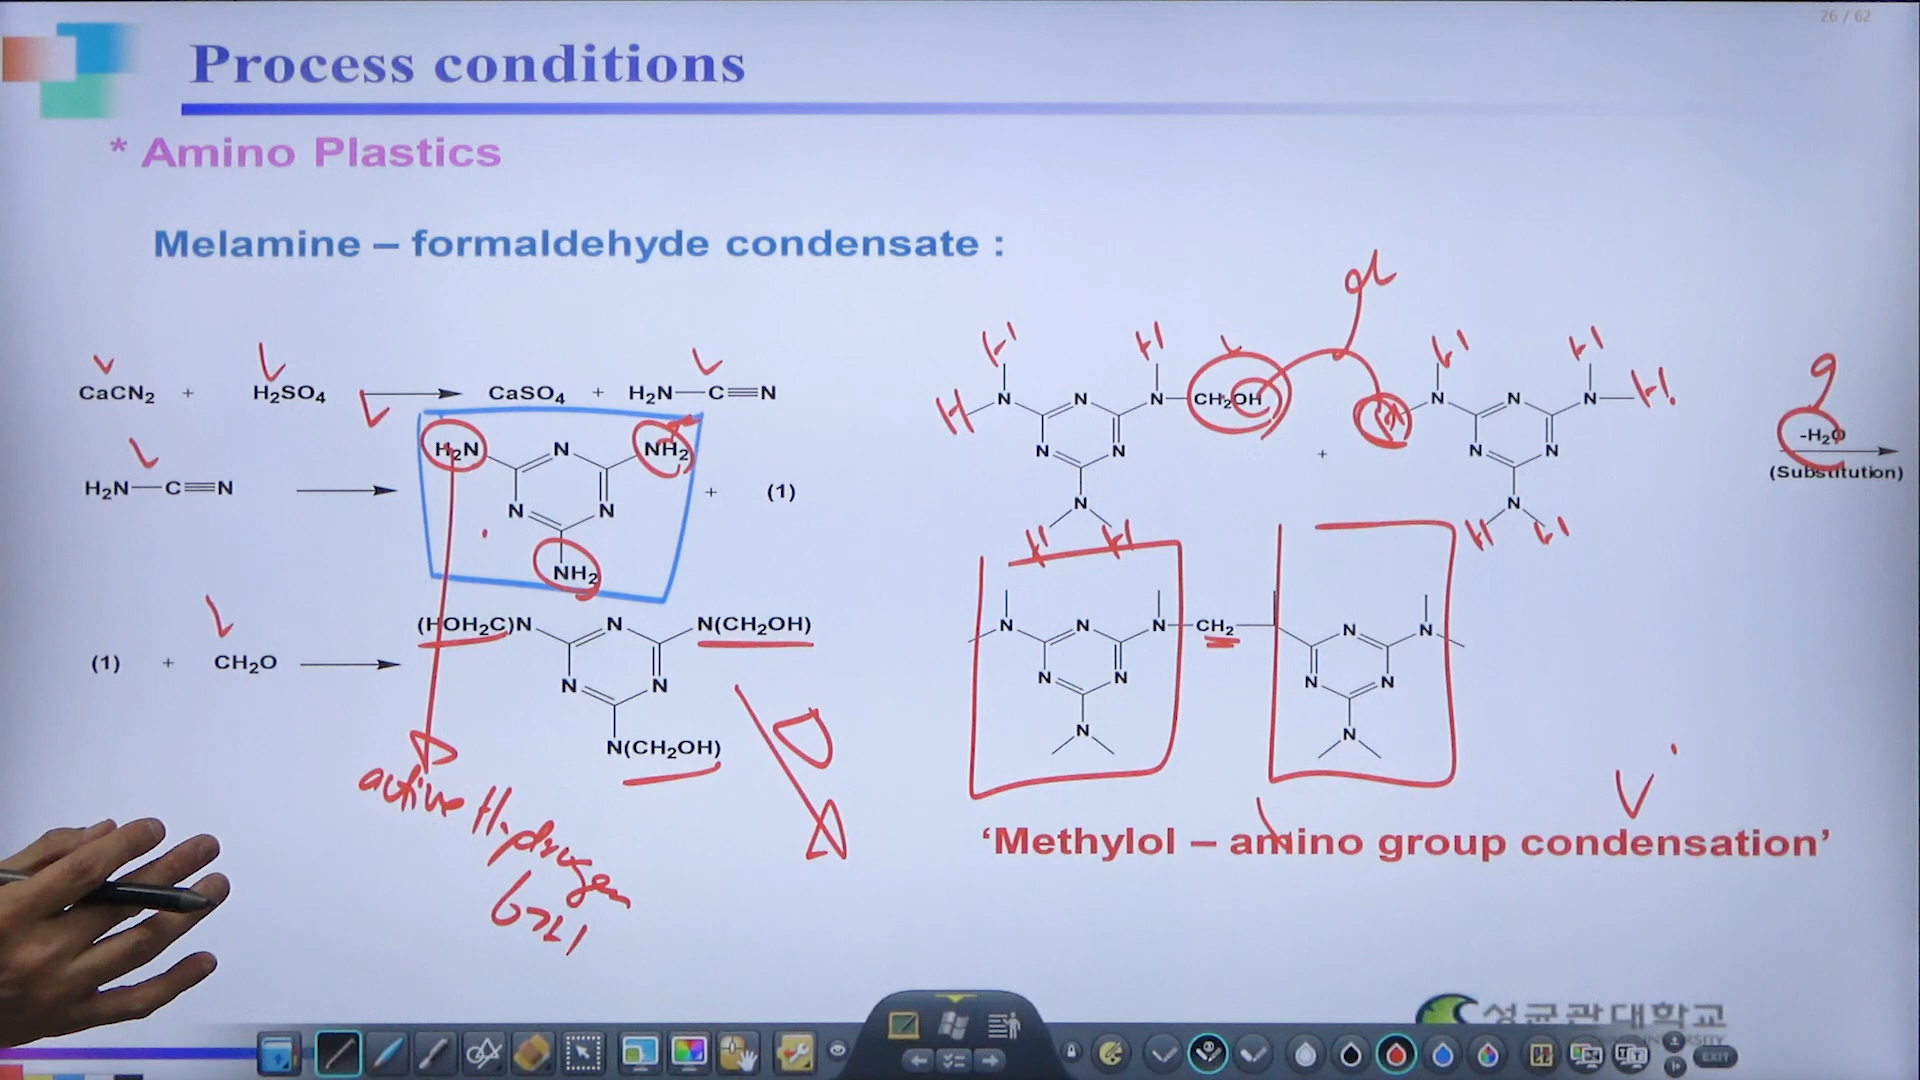 26 / 62
Process conditions
* Amino Plastics
Melamine – formaldehyde condensate :
CaCN2 + H2SO4 CaSO4 + H2N C N
H2N C N
H2N N NH2
N N
NH2
+ (1)
(1) + CH2O
(HOH2C)N N N(CH2OH)
N N
N(CH2OH)
active Hydrogen
6개
H H
H N N N CH2OH
N N
N
H H
+
H H H
N N N H
N N
N
H H
-H2O
(Substitution)
N N N CH2
N N
N
N N
N N
N
‘Methylol – amino group condensation’
성균관대학교
EXIT